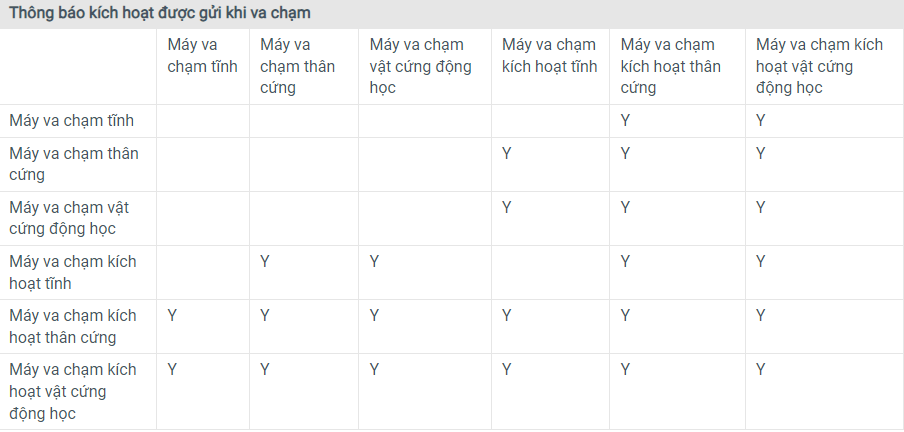 Thông báo kích hoạt được gửi khi va chạm
Máy va chạm tĩnh
Máy va chạm thân cứng
Máy va chạm vật cứng động học
Máy va chạm kích hoạt tĩnh
Máy va chạm kích hoạt thân cứng
Máy va chạm kích hoạt vật cứng động học
Máy va chạm tĩnh Y Y
Máy va chạm thân cứng Y Y Y
Máy va chạm vật cứng động học Y Y Y
Máy va chạm kích hoạt tĩnh Y Y Y Y
Máy va chạm kích hoạt thân cứng Y Y Y Y Y Y
Máy va chạm kích hoạt vật cứng động học Y Y Y Y Y Y